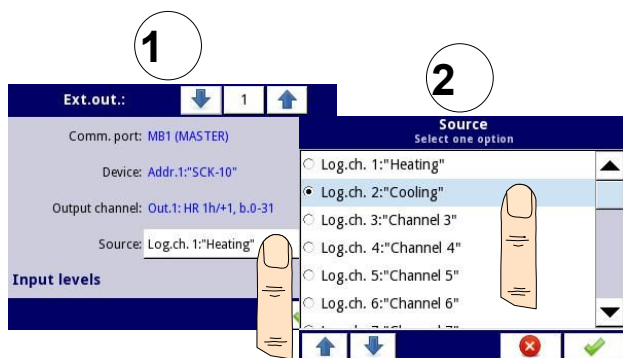 1
Ext.out.:
1
Comm. port: MB1 (MASTER)
Device: Addr.1:"SCK-10"
Output channel: Out.1: HR 1h/+1, b.0-31
Source: Log.ch. 1:"Heating"
Input levels
2
Source
Select one option
Log.ch. 1:"Heating"
Log.ch. 2:"Cooling"
Log.ch. 3:"Channel 3"
Log.ch. 4:"Channel 4"
Log.ch. 5:"Channel 5"
Log.ch. 6:"Channel 6"